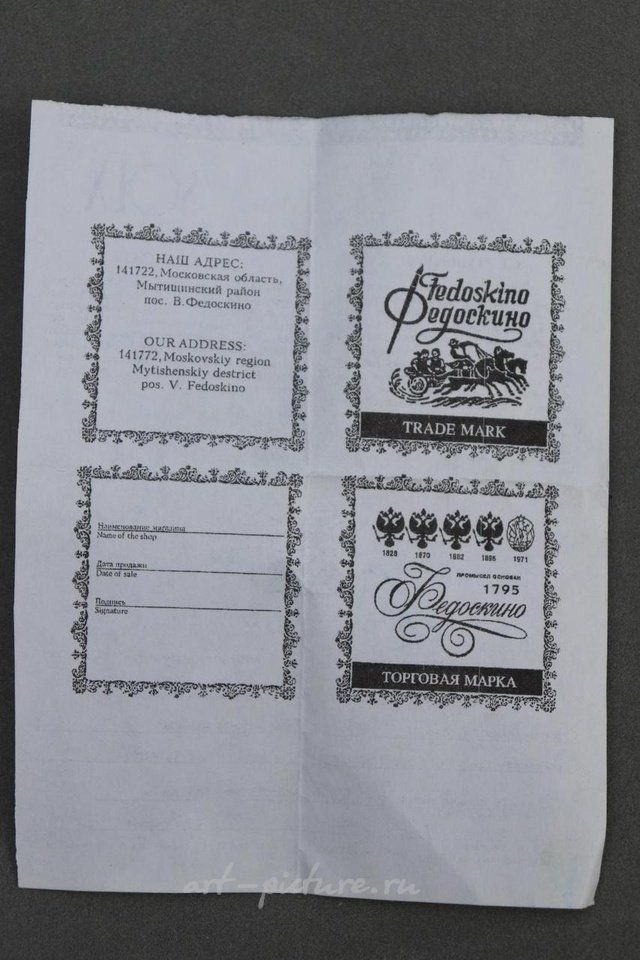 НАШ АДРЕС:
141722, Московская область,
Мытищинский район
пос. В.Федоскино
OUR ADDRESS:
141772, Moskovskiy region
Mytishenskiy destrict
pos. V. Fedoskino
Fedoskino
Федоскино
TRADE MARK
Наименование магазина
Name of the shop
Дата продажи
Date of sale
Подпись
Signature
1828 1870 1882 1896 1971
ПРОМЫСЕЛ ОСНОВАН
1795
Федоскино
ТОРГОВАЯ МАРКА
art-picture.ru